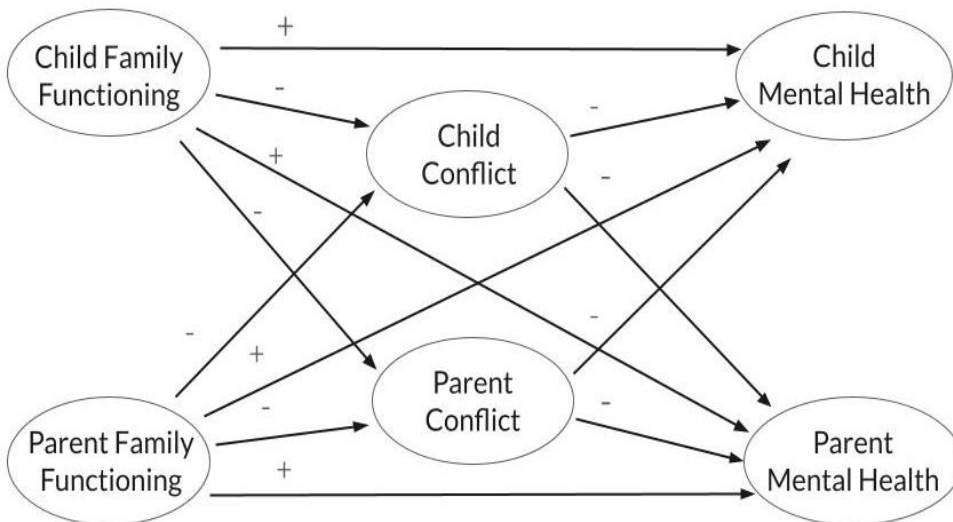 +
Child Family
Functioning
Child
Mental Health
-
-
Child
Conflict
+
-
-
-
+
-
Parent
Conflict
-
-
Parent Family
Functioning
+
Parent
Mental Health